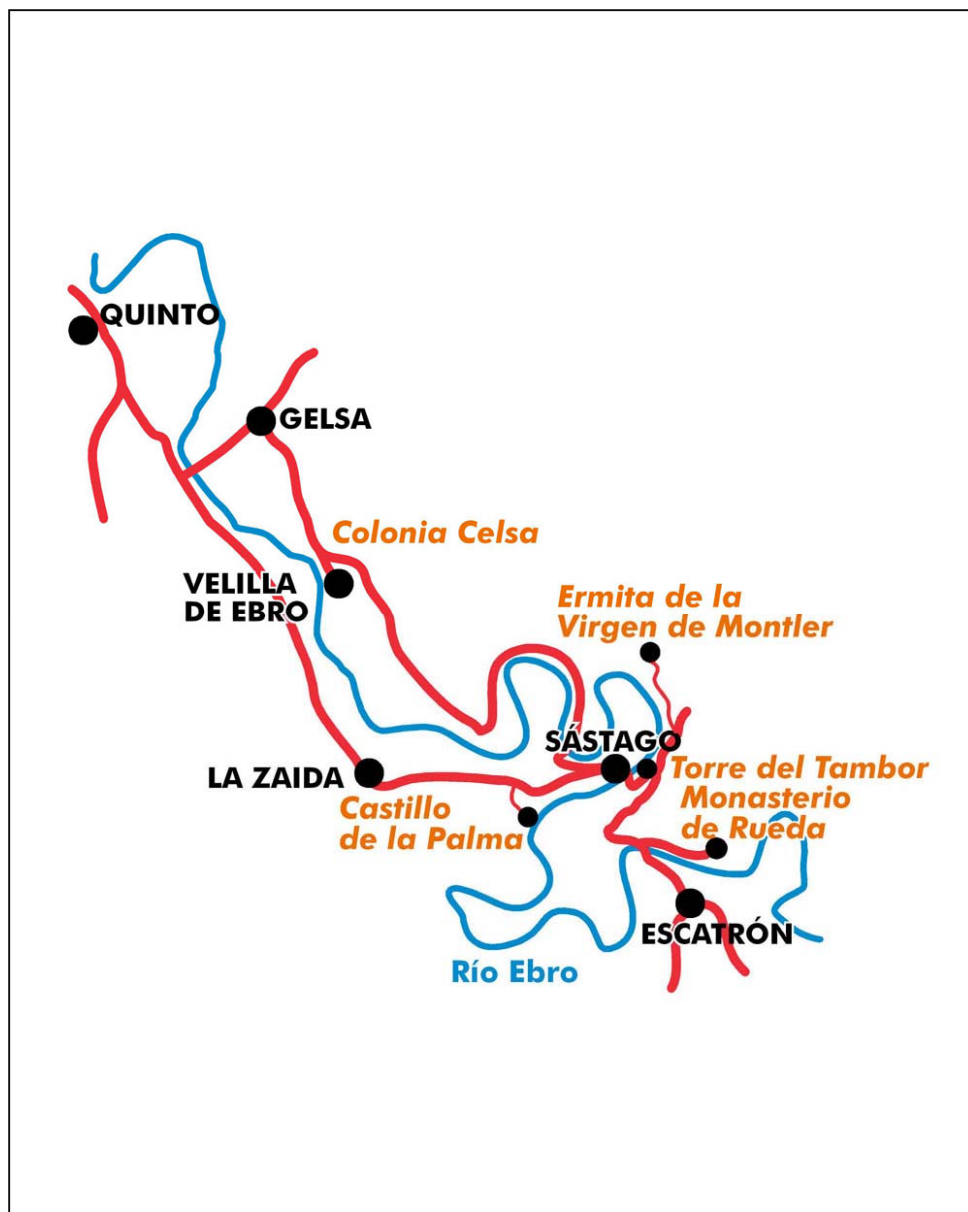 QUINTO
GELSA
Colonia Celsa
VELILLA
DE EBRO
Ermita de la
Virgen de Montler
SÁSTAGO
LA ZAIDA
Torre del Tambor
Castillo
de la Palma
Monasterio
de Rueda
ESCATRÓN
Río Ebro